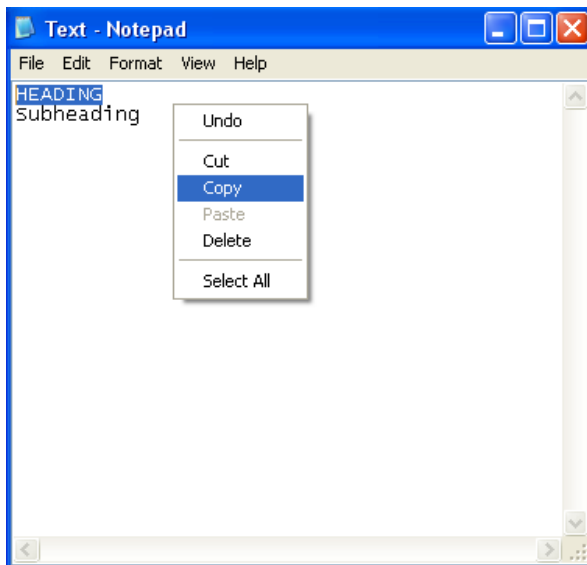 Text - Notepad
File Edit Format View Help
HEADING
Subheading
Undo
Cut
Copy
Paste
Delete
Select All